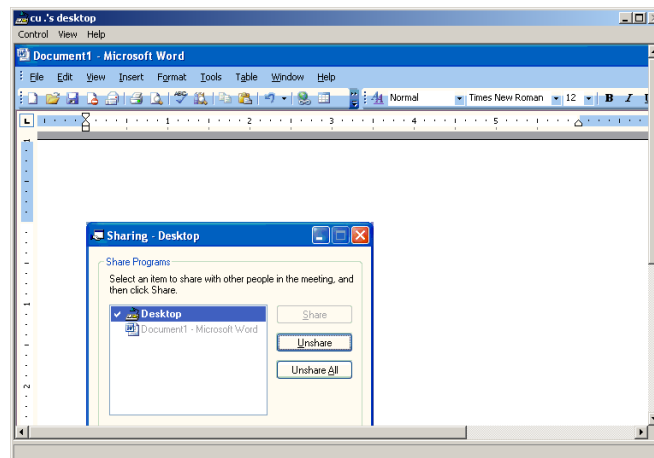 cu .'s desktop
Control View Help
Document1 - Microsoft Word
File Edit View Insert Format Tools Table Window Help
Normal Times New Roman 12 B I
1 2 3 4 5
Sharing - Desktop
Share Programs
Select an item to share with other people in the meeting, and
then click Share.
Desktop Share
Document1 - Microsoft Word
Unshare
Unshare All
1
2